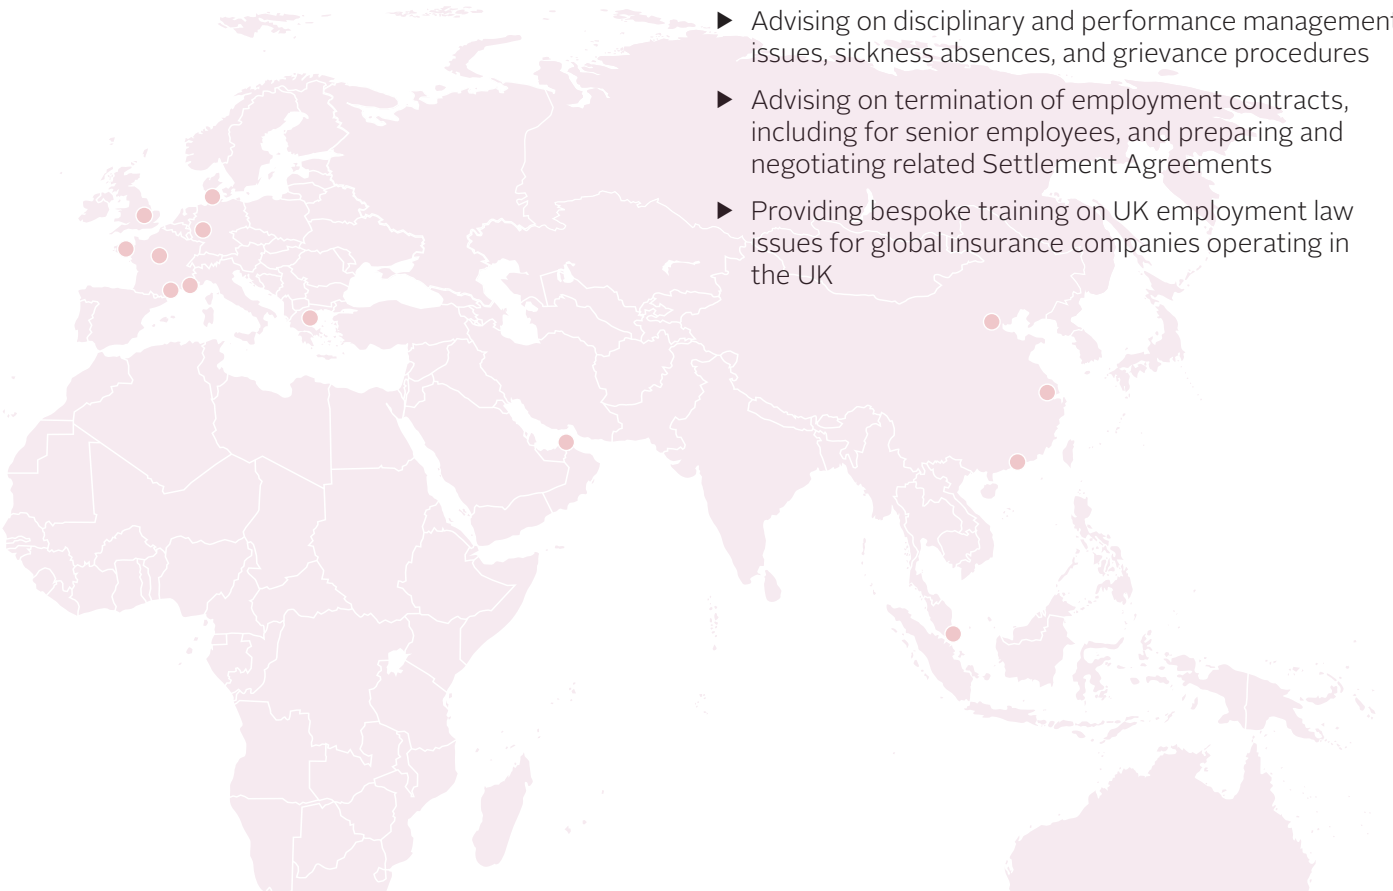 ▶ Advising on disciplinary and performance management
issues, sickness absences, and grievance procedures
▶ Advising on termination of employment contracts,
including for senior employees, and preparing and
negotiating related Settlement Agreements
▶ Providing bespoke training on UK employment law
issues for global insurance companies operating in
the UK